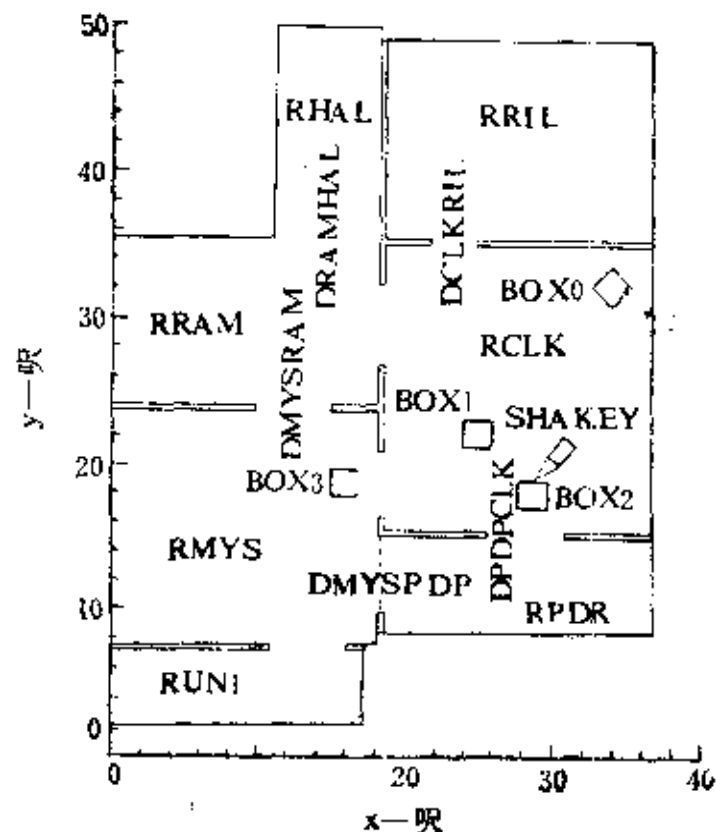 50
RHAL
RRIL
40
DRAMHAL
DCLKRIL
BOX0
30
RRAM
RCLK
DMYSRAM
BOX1
SHAKEY
y—呎
20
BOX3
BOX2
DPDPCLK
RMYS
DMYSPDP
10
RPDR
RUNI
0
0
20
30
40
x—呎